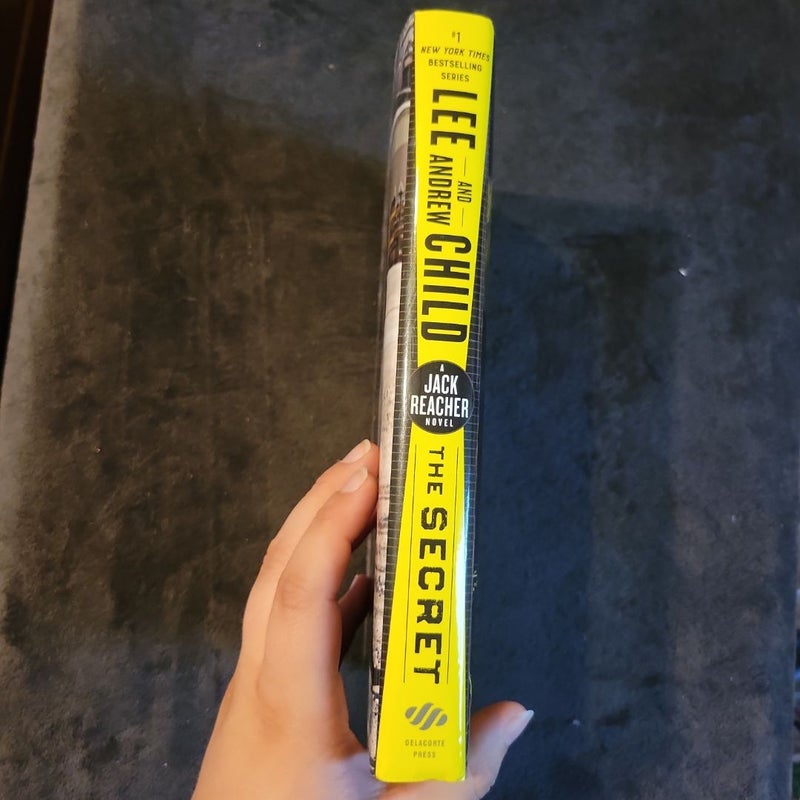 #1
NEW YORK TIMES
BESTSELLING
SERIES
LEE
AND
ANDREW
CHILD
A
JACK
REACHER
NOVEL
THE SECRET
DELACORTE
PRESS